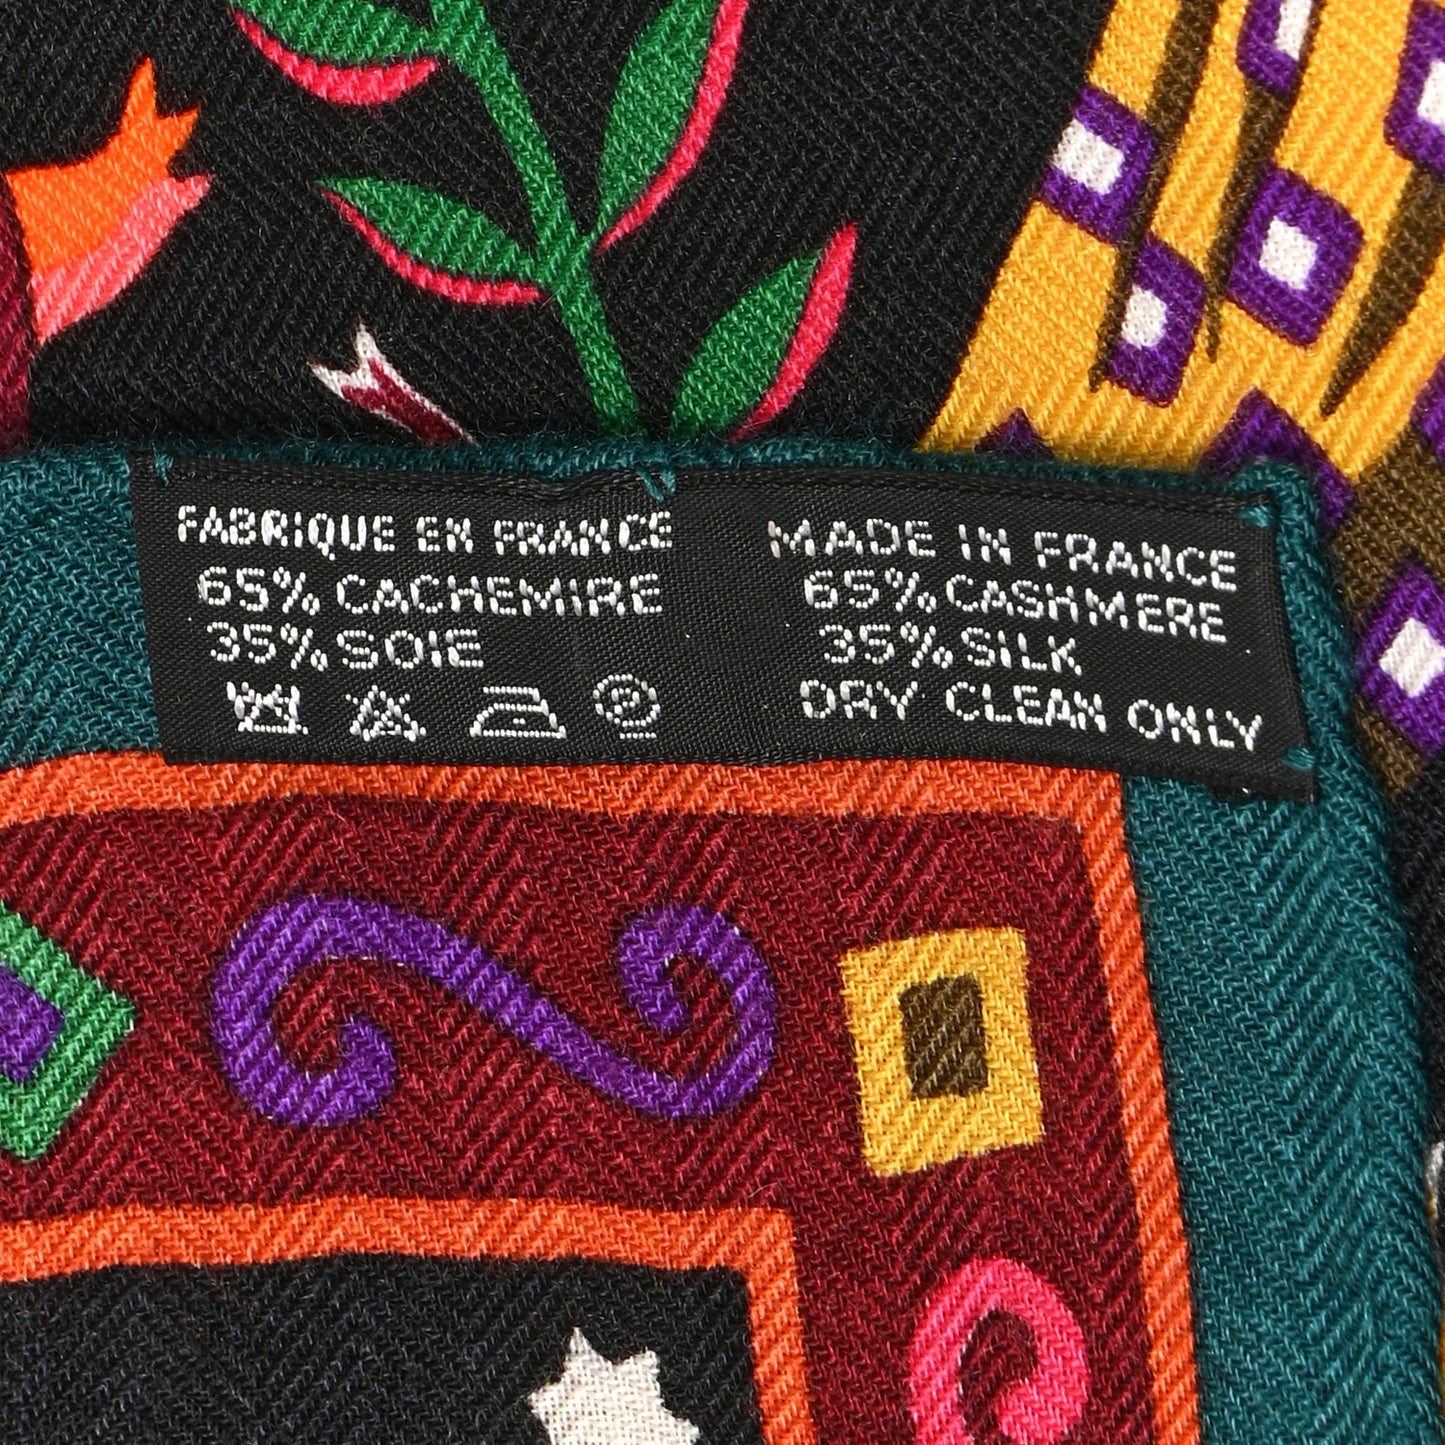 FABRIQUE EN FRANCE
65% CACHEMIRE
35% SOIE
MADE IN FRANCE
65% CASHMERE
35% SILK
DRY CLEAN ONLY